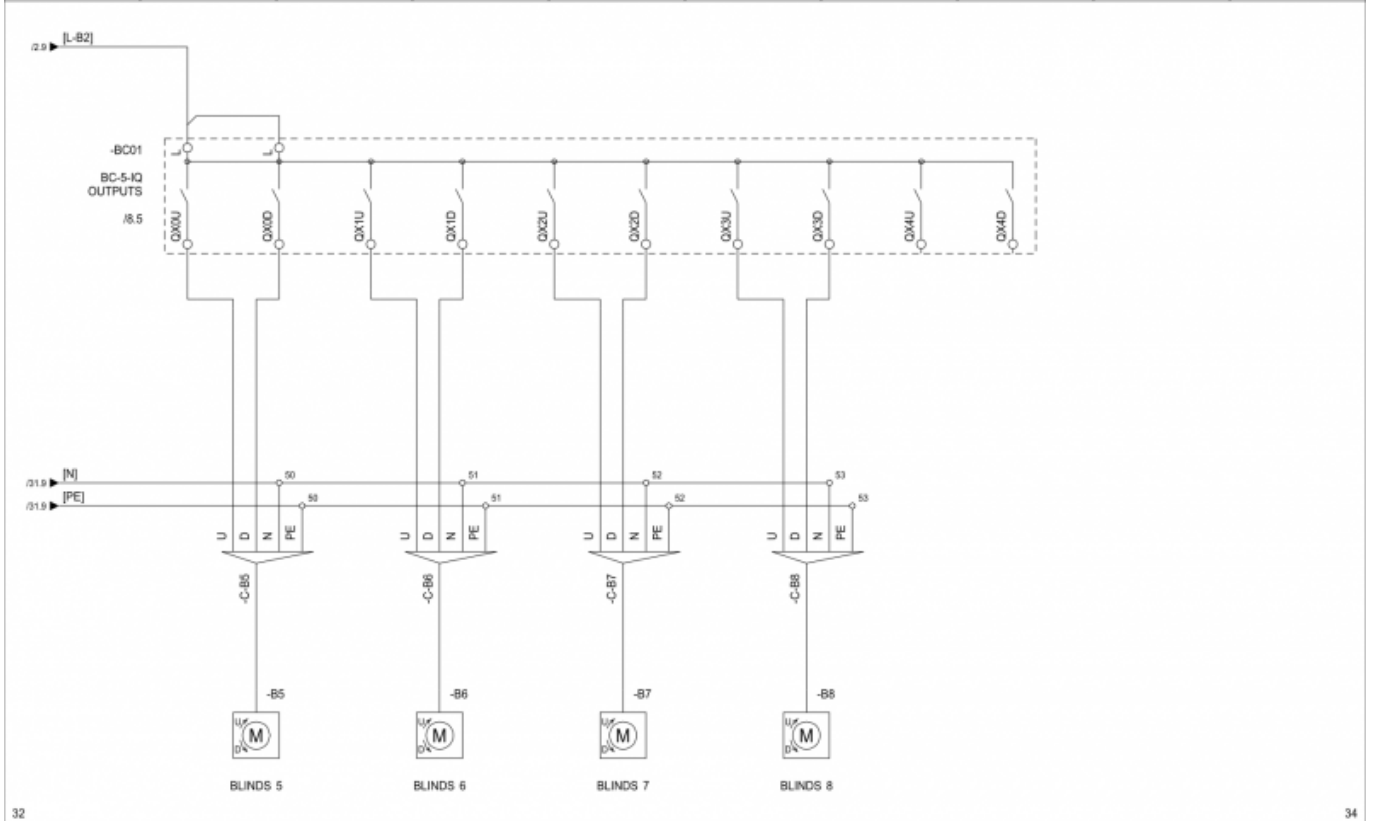 [L-B2]
/2.9
-BC01
L
L
BC-5-IQ
OUTPUTS
/8.5
QX0U
QX0D
QX1U
QX1D
QX2U
QX2D
QX3U
QX3D
QX4U
QX4D
[N]
/31.9
50
51
52
53
[PE]
/31.9
50
51
52
53
U
D
N
PE
U
D
N
PE
U
D
N
PE
U
D
N
PE
-C-B5
-C-B6
-C-B7
-C-B8
-B5
-B6
-B7
-B8
U
D
M
U
D
M
U
D
M
U
D
M
BLINDS 5
BLINDS 6
BLINDS 7
BLINDS 8
32
34